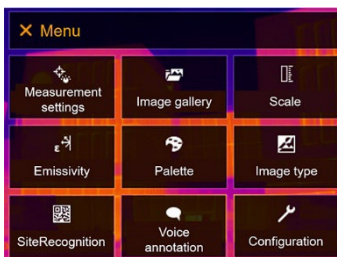 × Menu
Measurement
settings
Image gallery
Scale
ε
Emissivity
Palette
Image type
SiteRecognition
Voice
annotation
Configuration